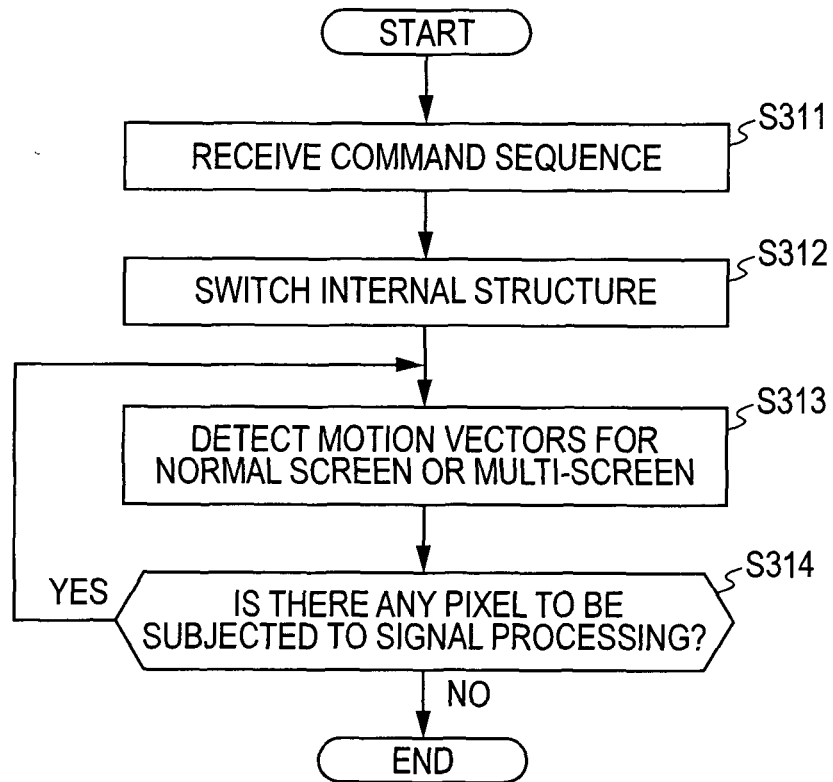 START
S311
RECEIVE COMMAND SEQUENCE
S312
SWITCH INTERNAL STRUCTURE
S313
DETECT MOTION VECTORS FOR
NORMAL SCREEN OR MULTI-SCREEN
S314
YES
IS THERE ANY PIXEL TO BE
SUBJECTED TO SIGNAL PROCESSING?
NO
END